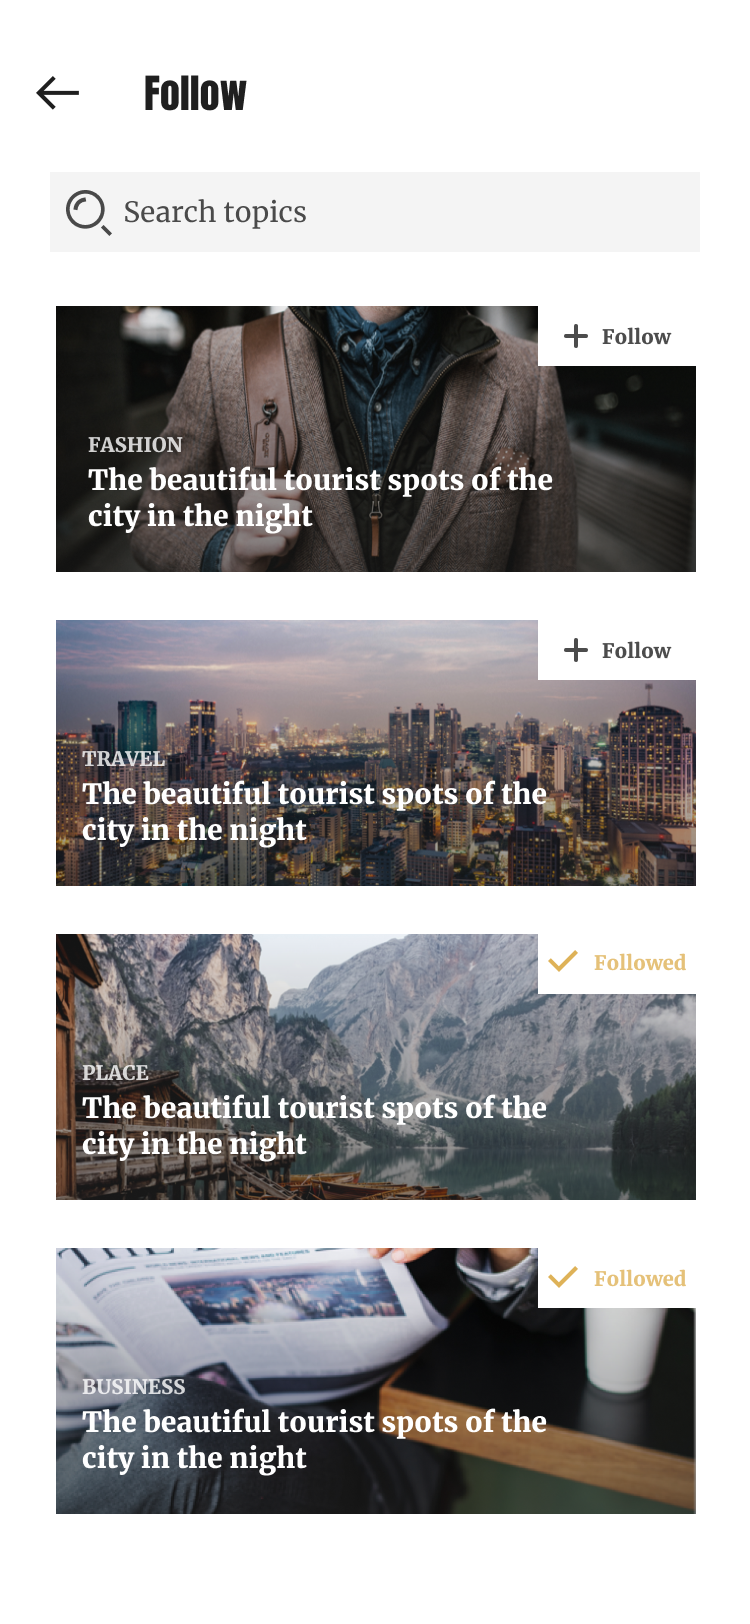 Follow
Search topics
Follow
FASHION
The beautiful tourist spots of the
city in the night
Follow
TRAVEL
The beautiful tourist spots of the
city in the night
Followed
PLACE
The beautiful tourist spots of the
city in the night
Followed
BUSINESS
The beautiful tourist spots of the
city in the night